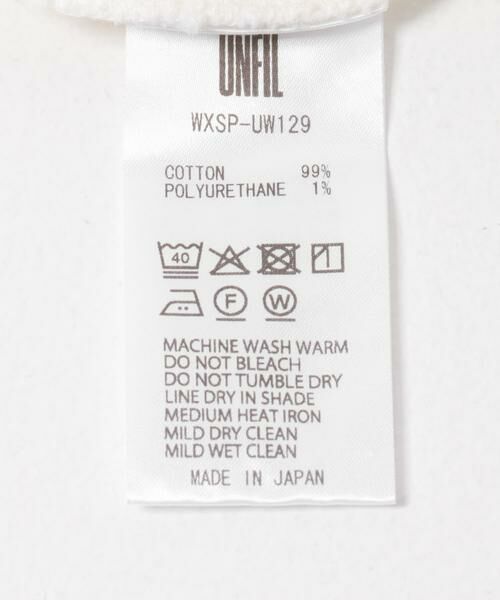 UNFIL
WXSP-UW129
COTTON 99%
POLYURETHANE 1%
40
F W
MACHINE WASH WARM
DO NOT BLEACH
DO NOT TUMBLE DRY
LINE DRY IN SHADE
MEDIUM HEAT IRON
MILD DRY CLEAN
MILD WET CLEAN
MADE IN JAPAN